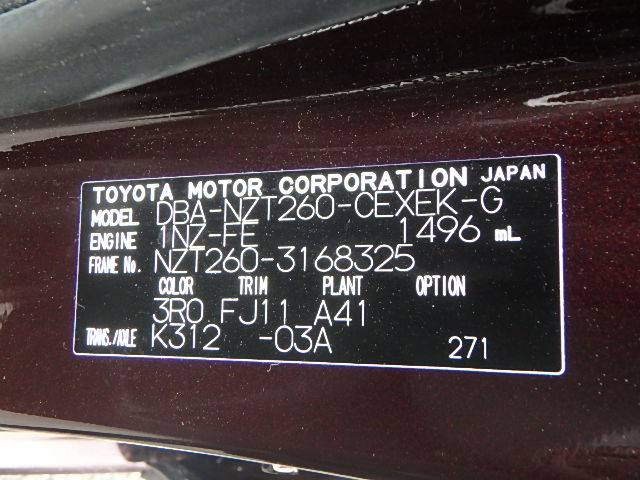 TOYOTA MOTOR CORPORATION JAPAN
MODEL DBA-NZT260-CEXEK-G
ENGINE 1NZ-FE 1496 mL
FRAME No. NZT260-3168325
COLOR TRIM PLANT OPTION
3R0 FJ11 A41
TRANS./AXLE K312 -03A 271